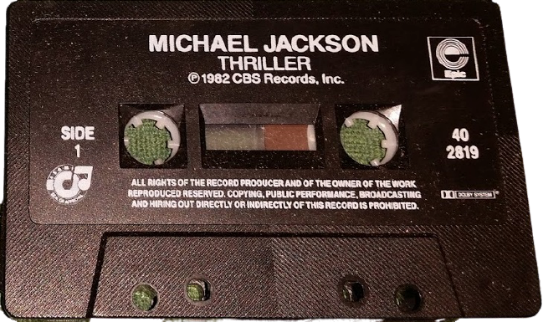 MICHAEL JACKSON
THRILLER
℗ 1982 CBS Records, Inc.
Epic
SIDE
1
40
2819
ALL RIGHTS OF THE RECORD PRODUCER AND OF THE OWNER OF THE WORK
REPRODUCED RESERVED. COPYING, PUBLIC PERFORMANCE, BROADCASTING
AND HIRING OUT DIRECTLY OR INDIRECTLY OF THIS RECORD IS PROHIBITED.
DOLBY SYSTEM